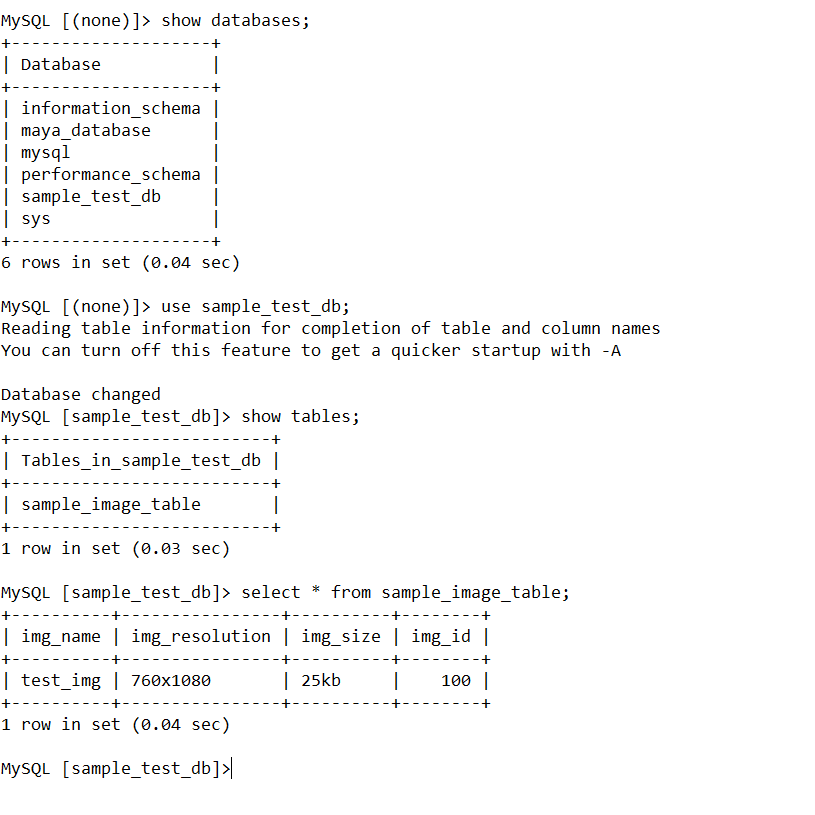 MySQL [(none)]> show databases;
+--------------------+
| Database           |
+--------------------+
| information_schema |
| maya_database      |
| mysql              |
| performance_schema |
| sample_test_db     |
| sys                |
+--------------------+
6 rows in set (0.04 sec)

MySQL [(none)]> use sample_test_db;
Reading table information for completion of table and column names
You can turn off this feature to get a quicker startup with -A

Database changed
MySQL [sample_test_db]> show tables;
+--------------------------+
| Tables_in_sample_test_db |
+--------------------------+
| sample_image_table       |
+--------------------------+
1 row in set (0.03 sec)

MySQL [sample_test_db]> select * from sample_image_table;
+----------+----------------+----------+--------+
| img_name | img_resolution | img_size | img_id |
+----------+----------------+----------+--------+
| test_img | 760x1080       | 25kb     |    100 |
+----------+----------------+----------+--------+
1 row in set (0.04 sec)

MySQL [sample_test_db]>